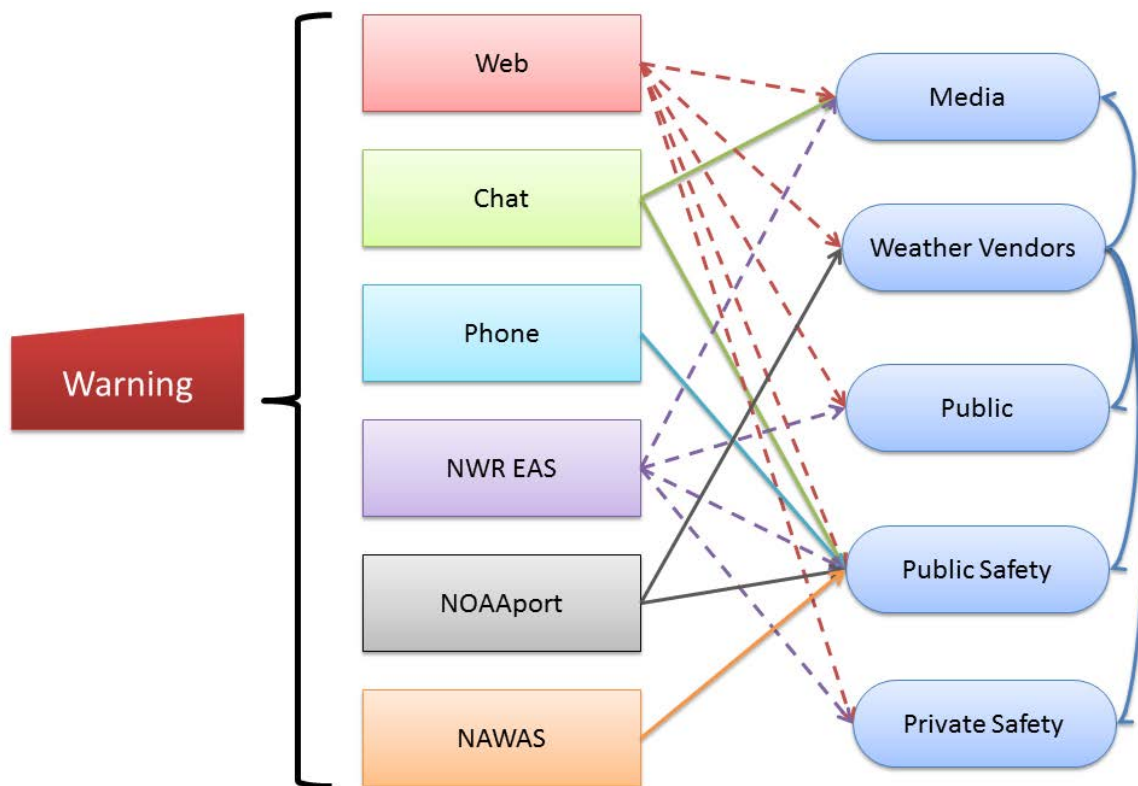 Warning
Web
Chat
Phone
NWR EAS
NOAAport
NAWAS
Media
Weather Vendors
Public
Public Safety
Private Safety